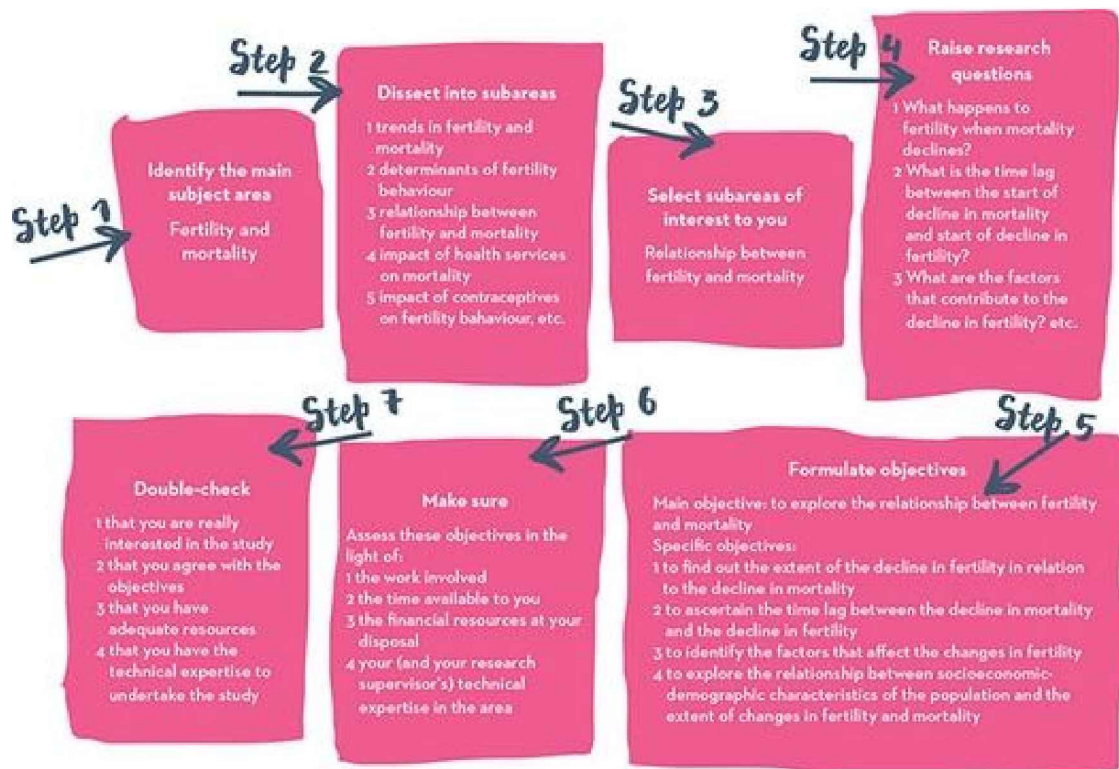 Step 1
Identify the main
subject area
Fertility and
mortality
Step 2
Dissect into subareas
1 trends in fertility and
mortality
2 determinants of fertility
behaviour
3 relationship between
fertility and mortality
4 impact of health services
on mortality
5 impact of contraceptives
on fertility bahaviour, etc.
Step 3
Select subareas of
interest to you
Relationship between
fertility and mortality
Step 4
Raise research
questions
1 What happens to
fertility when mortality
declines?
2 What is the time lag
between the start of
decline in mortality
and start of decline in
fertility?
3 What are the factors
that contribute to the
decline in fertility? etc.
Step 5
Formulate objectives
Main objective: to explore the relationship between fertility
and mortality
Specific objectives:
1 to find out the extent of the decline in fertility in relation
to the decline in mortality
2 to ascertain the time lag between the decline in mortality
and the decline in fertility
3 to identify the factors that affect the changes in fertility
4 to explore the relationship between socioeconomic-
demographic characteristics of the population and the
extent of changes in fertility and mortality
Step 6
Make sure
Assess these objectives in the
light of:
1 the work involved
2 the time available to you
3 the financial resources at your
disposal
4 your (and your research
supervisor's) technical
expertise in the area
Step 7
Double-check
1 that you are really
interested in the study
2 that you agree with the
objectives
3 that you have
adequate resources
4 that you have the
technical expertise to
undertake the study